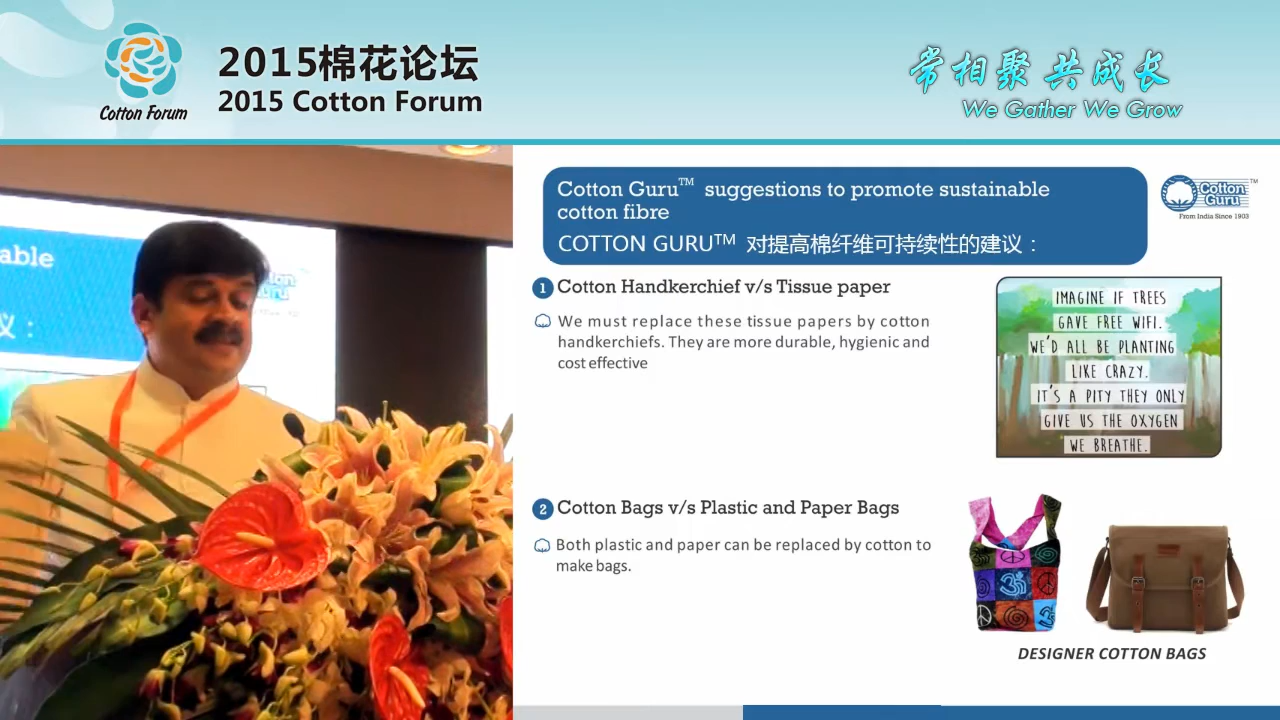 Cotton Forum
2015棉花论坛
2015 Cotton Forum
常相聚 共成长
We Gather We Grow
able
议：
Cotton Guru™ suggestions to promote sustainable
cotton fibre
COTTON GURU™ 对提高棉纤维可持续性的建议：
Cotton
Guru
TM
From India Since 1903
1 Cotton Handkerchief v/s Tissue paper
We must replace these tissue papers by cotton
handkerchiefs. They are more durable, hygienic and
cost effective
IMAGINE IF TREES
GAVE FREE WIFI.
WE'D ALL BE PLANTING
LIKE CRAZY.
IT'S A PITY THEY ONLY
GIVE US THE OXYGEN
WE BREATHE.
2 Cotton Bags v/s Plastic and Paper Bags
Both plastic and paper can be replaced by cotton to
make bags.
DESIGNER COTTON BAGS